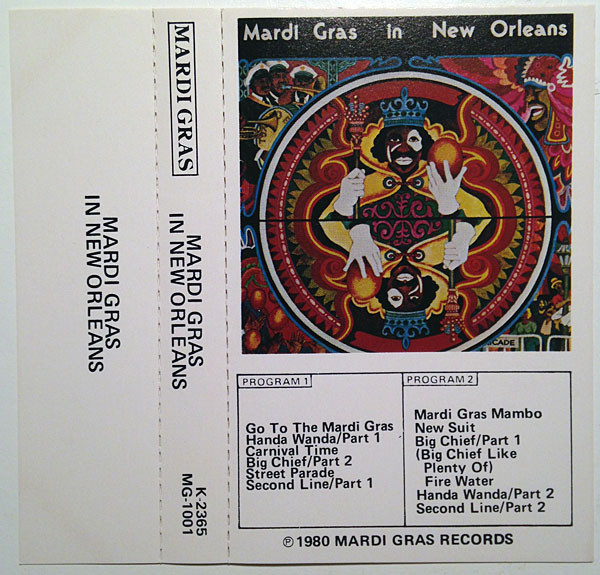 MARDI GRAS
IN NEW ORLEANS
MARDI GRAS
MARDI GRAS
IN NEW ORLEANS
K-2365
MG-1001
Mardi Gras in New Orleans
CADE
PROGRAM 1
Go To The Mardi Gras
Handa Wanda/Part 1
Carnival Time
Big Chief/Part 2
Street Parade
Second Line/Part 1
PROGRAM 2
Mardi Gras Mambo
New Suit
Big Chief/Part 1
(Big Chief Like
Plenty Of)
Fire Water
Handa Wanda/Part 2
Second Line/Part 2
℗ 1980 MARDI GRAS RECORDS